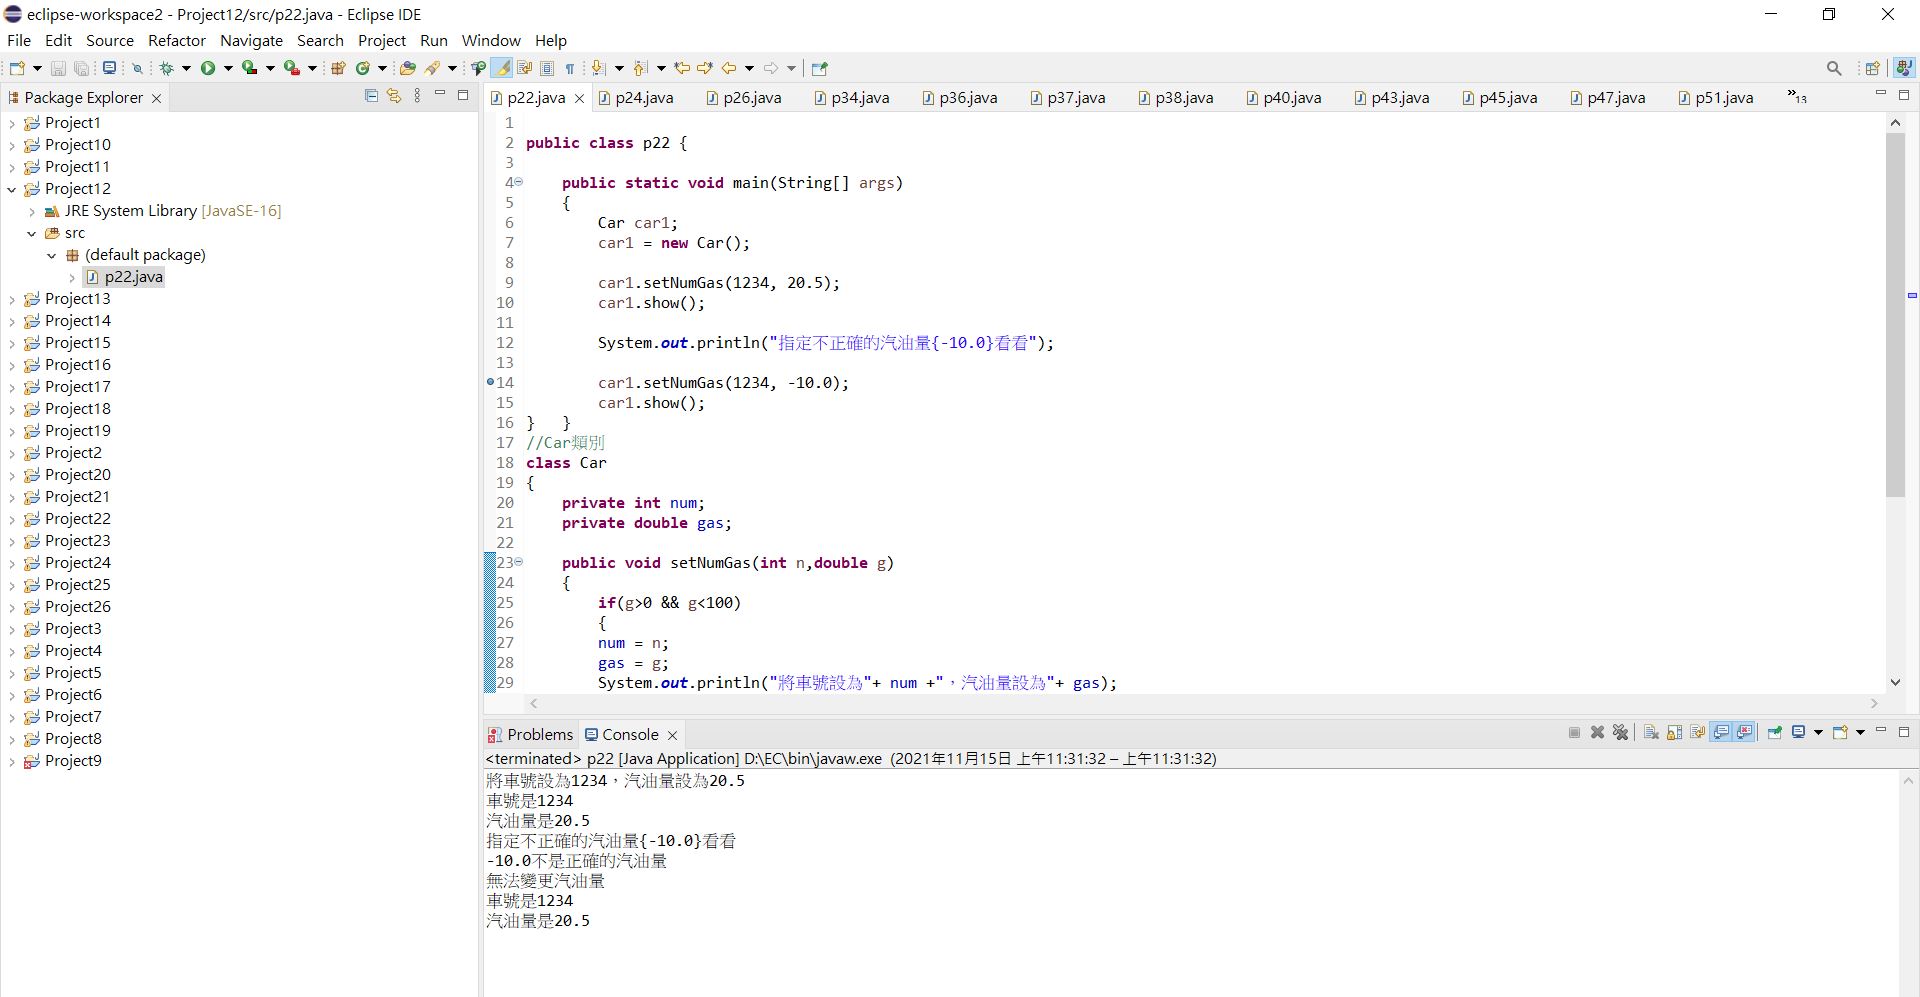 eclipse-workspace2 - Project12/src/p22.java - Eclipse IDE
File Edit Source Refactor Navigate Search Project Run Window Help
Package Explorer
Project1
Project10
Project11
Project12
JRE System Library [JavaSE-16]
src
(default package)
p22.java
Project13
Project14
Project15
Project16
Project17
Project18
Project19
Project2
Project20
Project21
Project22
Project23
Project24
Project25
Project26
Project3
Project4
Project5
Project6
Project7
Project8
Project9
p22.java p24.java p26.java p34.java p36.java p37.java p38.java p40.java p43.java p45.java p47.java p51.java »13
1
2 public class p22 {
3
4 public static void main(String[] args)
5 {
6 Car car1;
7 car1 = new Car();
8
9 car1.setNumGas(1234, 20.5);
10 car1.show();
11
12 System.out.println("指定不正確的汽油量{-10.0}看看");
13
14 car1.setNumGas(1234, -10.0);
15 car1.show();
16 } }
17 //Car類別
18 class Car
19 {
20 private int num;
21 private double gas;
22
23 public void setNumGas(int n,double g)
24 {
25 if(g>0 && g<100)
26 {
27 num = n;
28 gas = g;
29 System.out.println("將車號設為"+ num +"，汽油量設為"+ gas);
Problems Console
<terminated> p22 [Java Application] D:\EC\bin\javaw.exe (2021年11月15日 上午11:31:32 – 上午11:31:32)
將車號設為1234，汽油量設為20.5
車號是1234
汽油量是20.5
指定不正確的汽油量{-10.0}看看
-10.0不是正確的汽油量
無法變更汽油量
車號是1234
汽油量是20.5